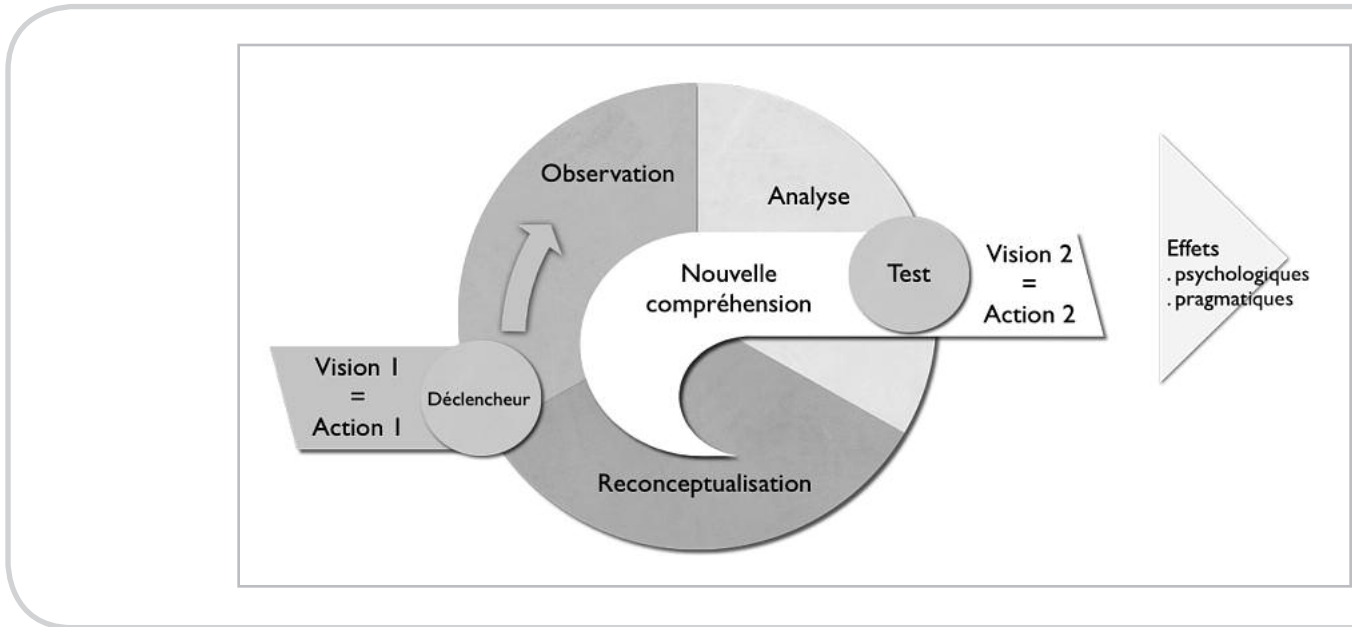 Observation
Analyse
Nouvelle
compréhension
Test
Vision 2
=
Action 2
Effets
. psychologiques
. pragmatiques
Vision 1
=
Action 1
Déclencheur
Reconceptualisation